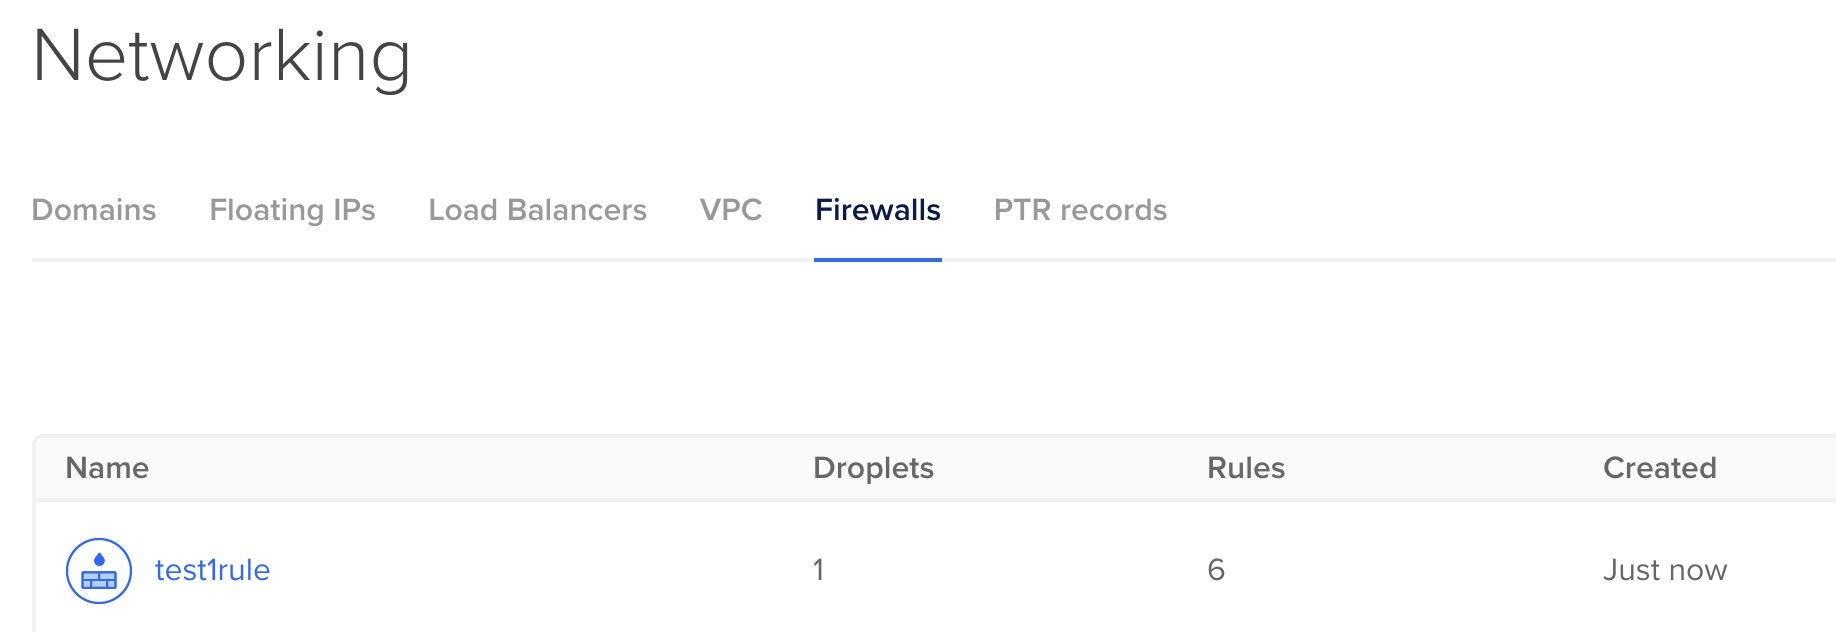 Networking
Domains Floating IPs Load Balancers VPC Firewalls PTR records
Name Droplets Rules Created
test1rule 1 6 Just now